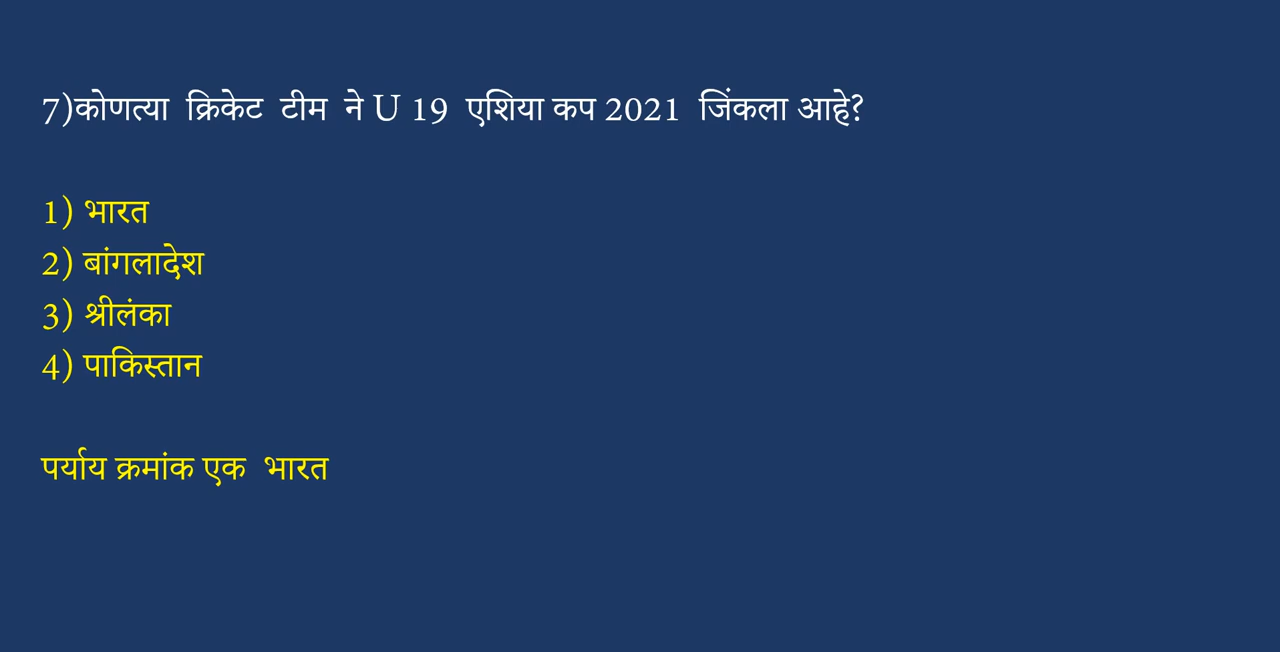 7)कोणत्या क्रिकेट टीम ने U 19 एशिया कप 2021 जिंकला आहे?
1) भारत
2) बांगलादेश
3) श्रीलंका
4) पाकिस्तान
पर्याय क्रमांक एक भारत